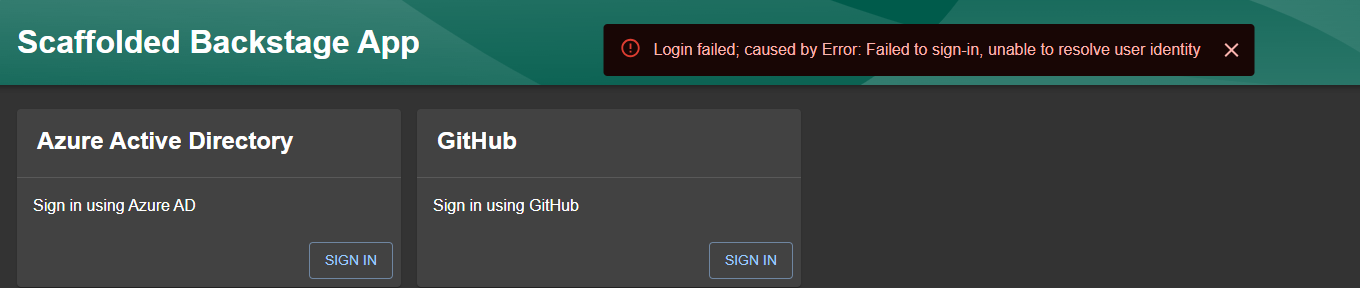 Scaffolded Backstage App
Login failed; caused by Error: Failed to sign-in, unable to resolve user identity
Azure Active Directory
Sign in using Azure AD
SIGN IN
GitHub
Sign in using GitHub
SIGN IN